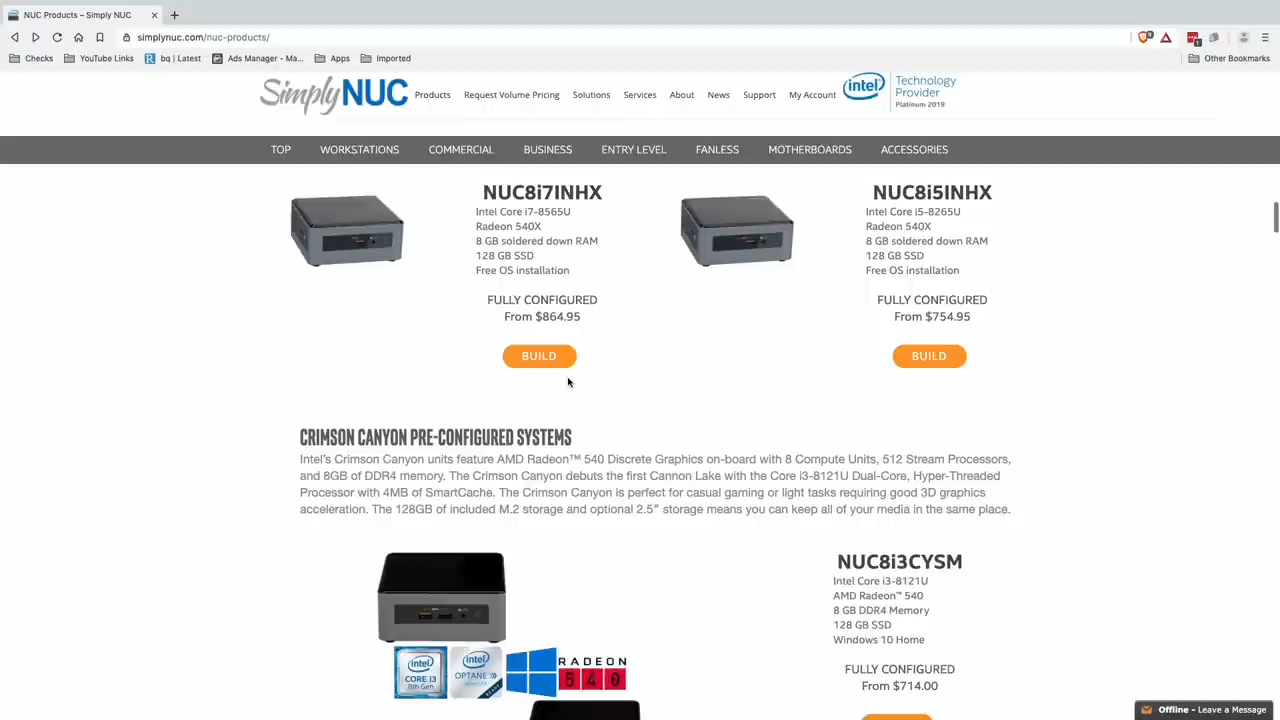 NUC Products – Simply NUC
simplynuc.com/nuc-products/
Checks YouTube Links bq | Latest Ads Manager - Ma... Apps Imported Other Bookmarks
SimplyNUC Products Request Volume Pricing Solutions Services About News Support My Account intel Technology
Provider
Platinum 2019
TOP WORKSTATIONS COMMERCIAL BUSINESS ENTRY LEVEL FANLESS MOTHERBOARDS ACCESSORIES
NUC8i7INHX
Intel Core i7-8565U
Radeon 540X
8 GB soldered down RAM
128 GB SSD
Free OS installation
FULLY CONFIGURED
From $864.95
BUILD
NUC8i5INHX
Intel Core i5-8265U
Radeon 540X
8 GB soldered down RAM
128 GB SSD
Free OS installation
FULLY CONFIGURED
From $754.95
BUILD
CRIMSON CANYON PRE-CONFIGURED SYSTEMS
Intel's Crimson Canyon units feature AMD Radeon™ 540 Discrete Graphics on-board with 8 Compute Units, 512 Stream Processors,
and 8GB of DDR4 memory. The Crimson Canyon debuts the first Cannon Lake with the Core i3-8121U Dual-Core, Hyper-Threaded
Processor with 4MB of SmartCache. The Crimson Canyon is perfect for casual gaming or light tasks requiring good 3D graphics
acceleration. The 128GB of included M.2 storage and optional 2.5″ storage means you can keep all of your media in the same place.
intel
CORE i3
8th Gen
intel
OPTANE
RADEON
540
NUC8i3CYSM
Intel Core i3-8121U
AMD Radeon™ 540
8 GB DDR4 Memory
128 GB SSD
Windows 10 Home
FULLY CONFIGURED
From $714.00
Offline - Leave a Message